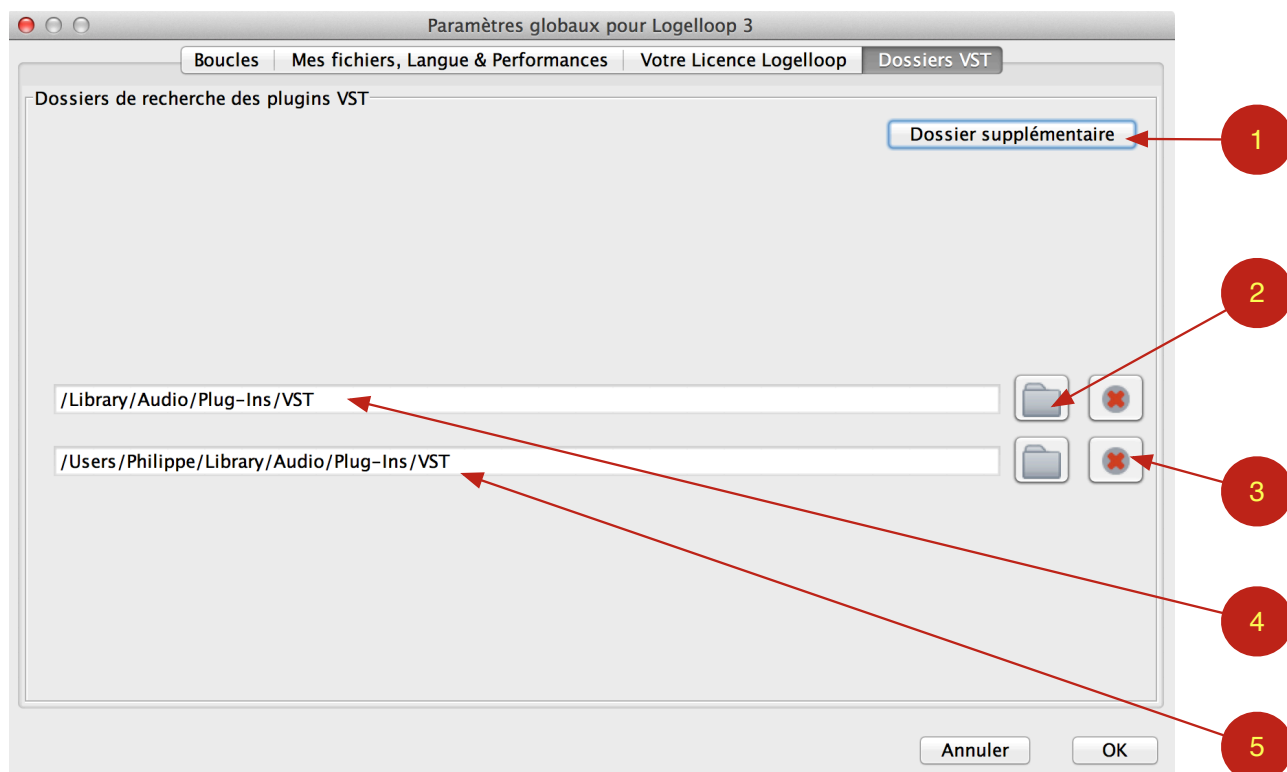 Paramètres globaux pour Logelloop 3
Boucles
Mes fichiers, Langue & Performances
Votre Licence Logelloop
Dossiers VST
Dossiers de recherche des plugins VST
Dossier supplémentaire
1
2
/Library/Audio/Plug-Ins/VST
/Users/Philippe/Library/Audio/Plug-Ins/VST
3
4
Annuler
OK
5